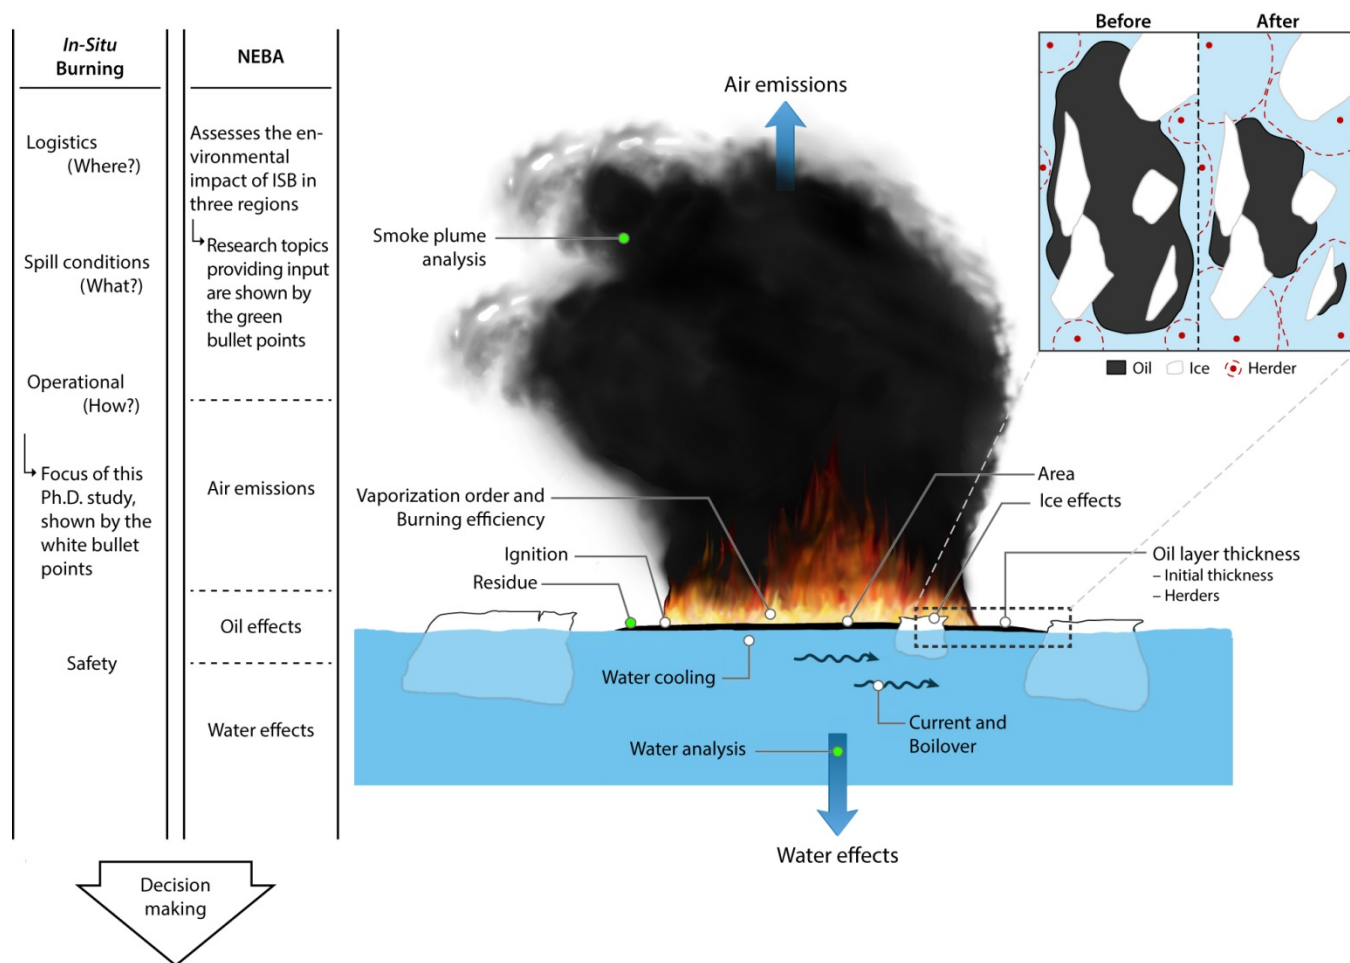 In-Situ
Burning
Logistics
(Where?)
Spill conditions
(What?)
Operational
(How?)
Focus of this
Ph.D. study,
shown by the
white bullet
points
Safety
NEBA
Assesses the en-
vironmental
impact of ISB in
three regions
Research topics
providing input
are shown by
the green
bullet points
Air emissions
Oil effects
Water effects
Decision
making
Air emissions
Smoke plume
analysis
Vaporization order and
Burning efficiency
Ignition
Residue
Area
Ice effects
Oil layer thickness
– Initial thickness
– Herders
Water cooling
Current and
Boilover
Water analysis
Water effects
Before
After
Oil
Ice
Herder